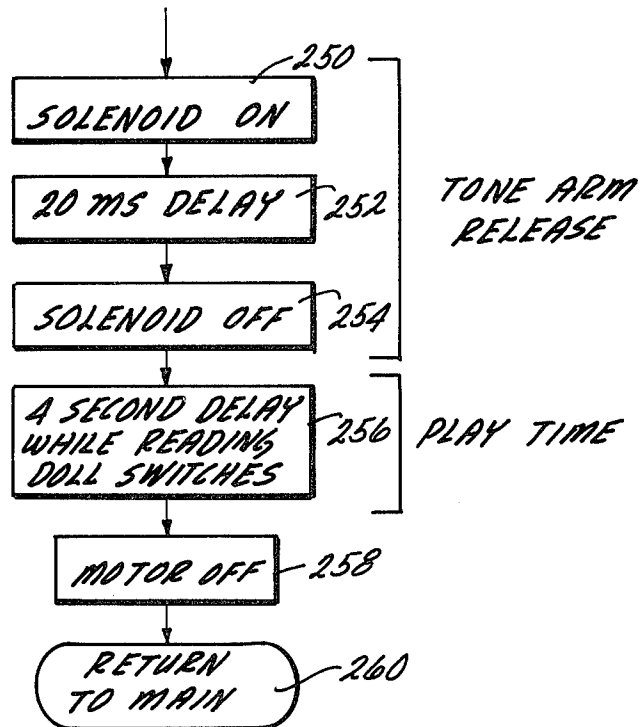 250
SOLENOID ON
20 MS DELAY 252
TONE ARM
RELEASE
SOLENOID OFF 254
4 SECOND DELAY
WHILE READING
DOLL SWITCHES
256 PLAY TIME
MOTOR OFF 258
RETURN
TO MAIN
260